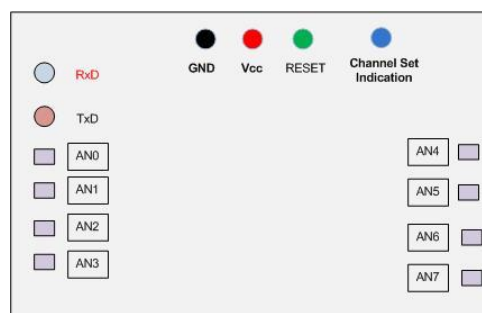 GND Vcc RESET Channel Set
Indication
RxD
TxD
AN0
AN1
AN2
AN3
AN4
AN5
AN6
AN7